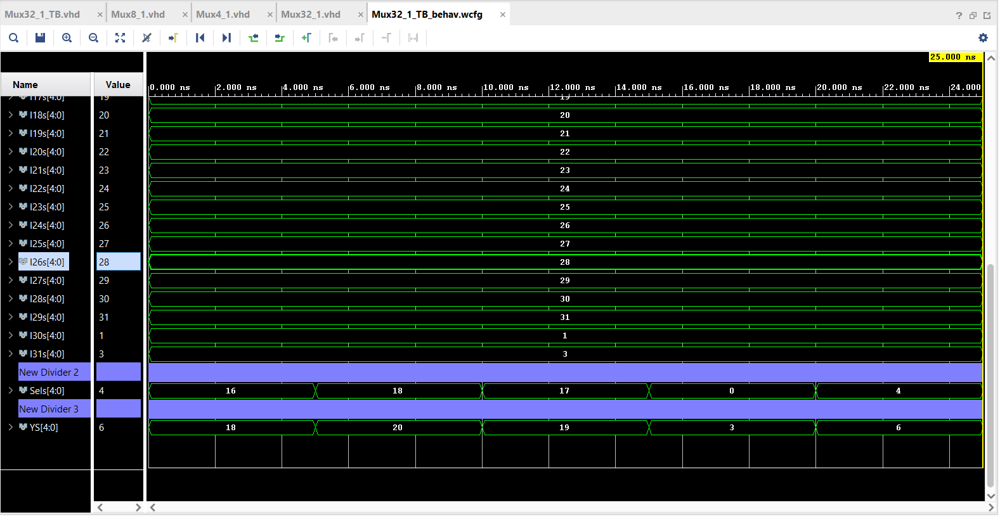 Mux32_1_TB.vhd × Mux8_1.vhd × Mux4_1.vhd × Mux32_1.vhd × Mux32_1_TB_behav.wcfg ×
25.000 ns
Name Value 0.000 ns 2.000 ns 4.000 ns 6.000 ns 8.000 ns 10.000 ns 12.000 ns 14.000 ns 16.000 ns 18.000 ns 20.000 ns 22.000 ns 24.000
I17s[4:0] 19 19
I18s[4:0] 20 20
I19s[4:0] 21 21
I20s[4:0] 22 22
I21s[4:0] 23 23
I22s[4:0] 24 24
I23s[4:0] 25 25
I24s[4:0] 26 26
I25s[4:0] 27 27
I26s[4:0] 28 28
I27s[4:0] 29 29
I28s[4:0] 30 30
I29s[4:0] 31 31
I30s[4:0] 1 1
I31s[4:0] 3 3
New Divider 2
Sels[4:0] 4 16 18 17 0 4
New Divider 3
YS[4:0] 6 18 20 19 3 6